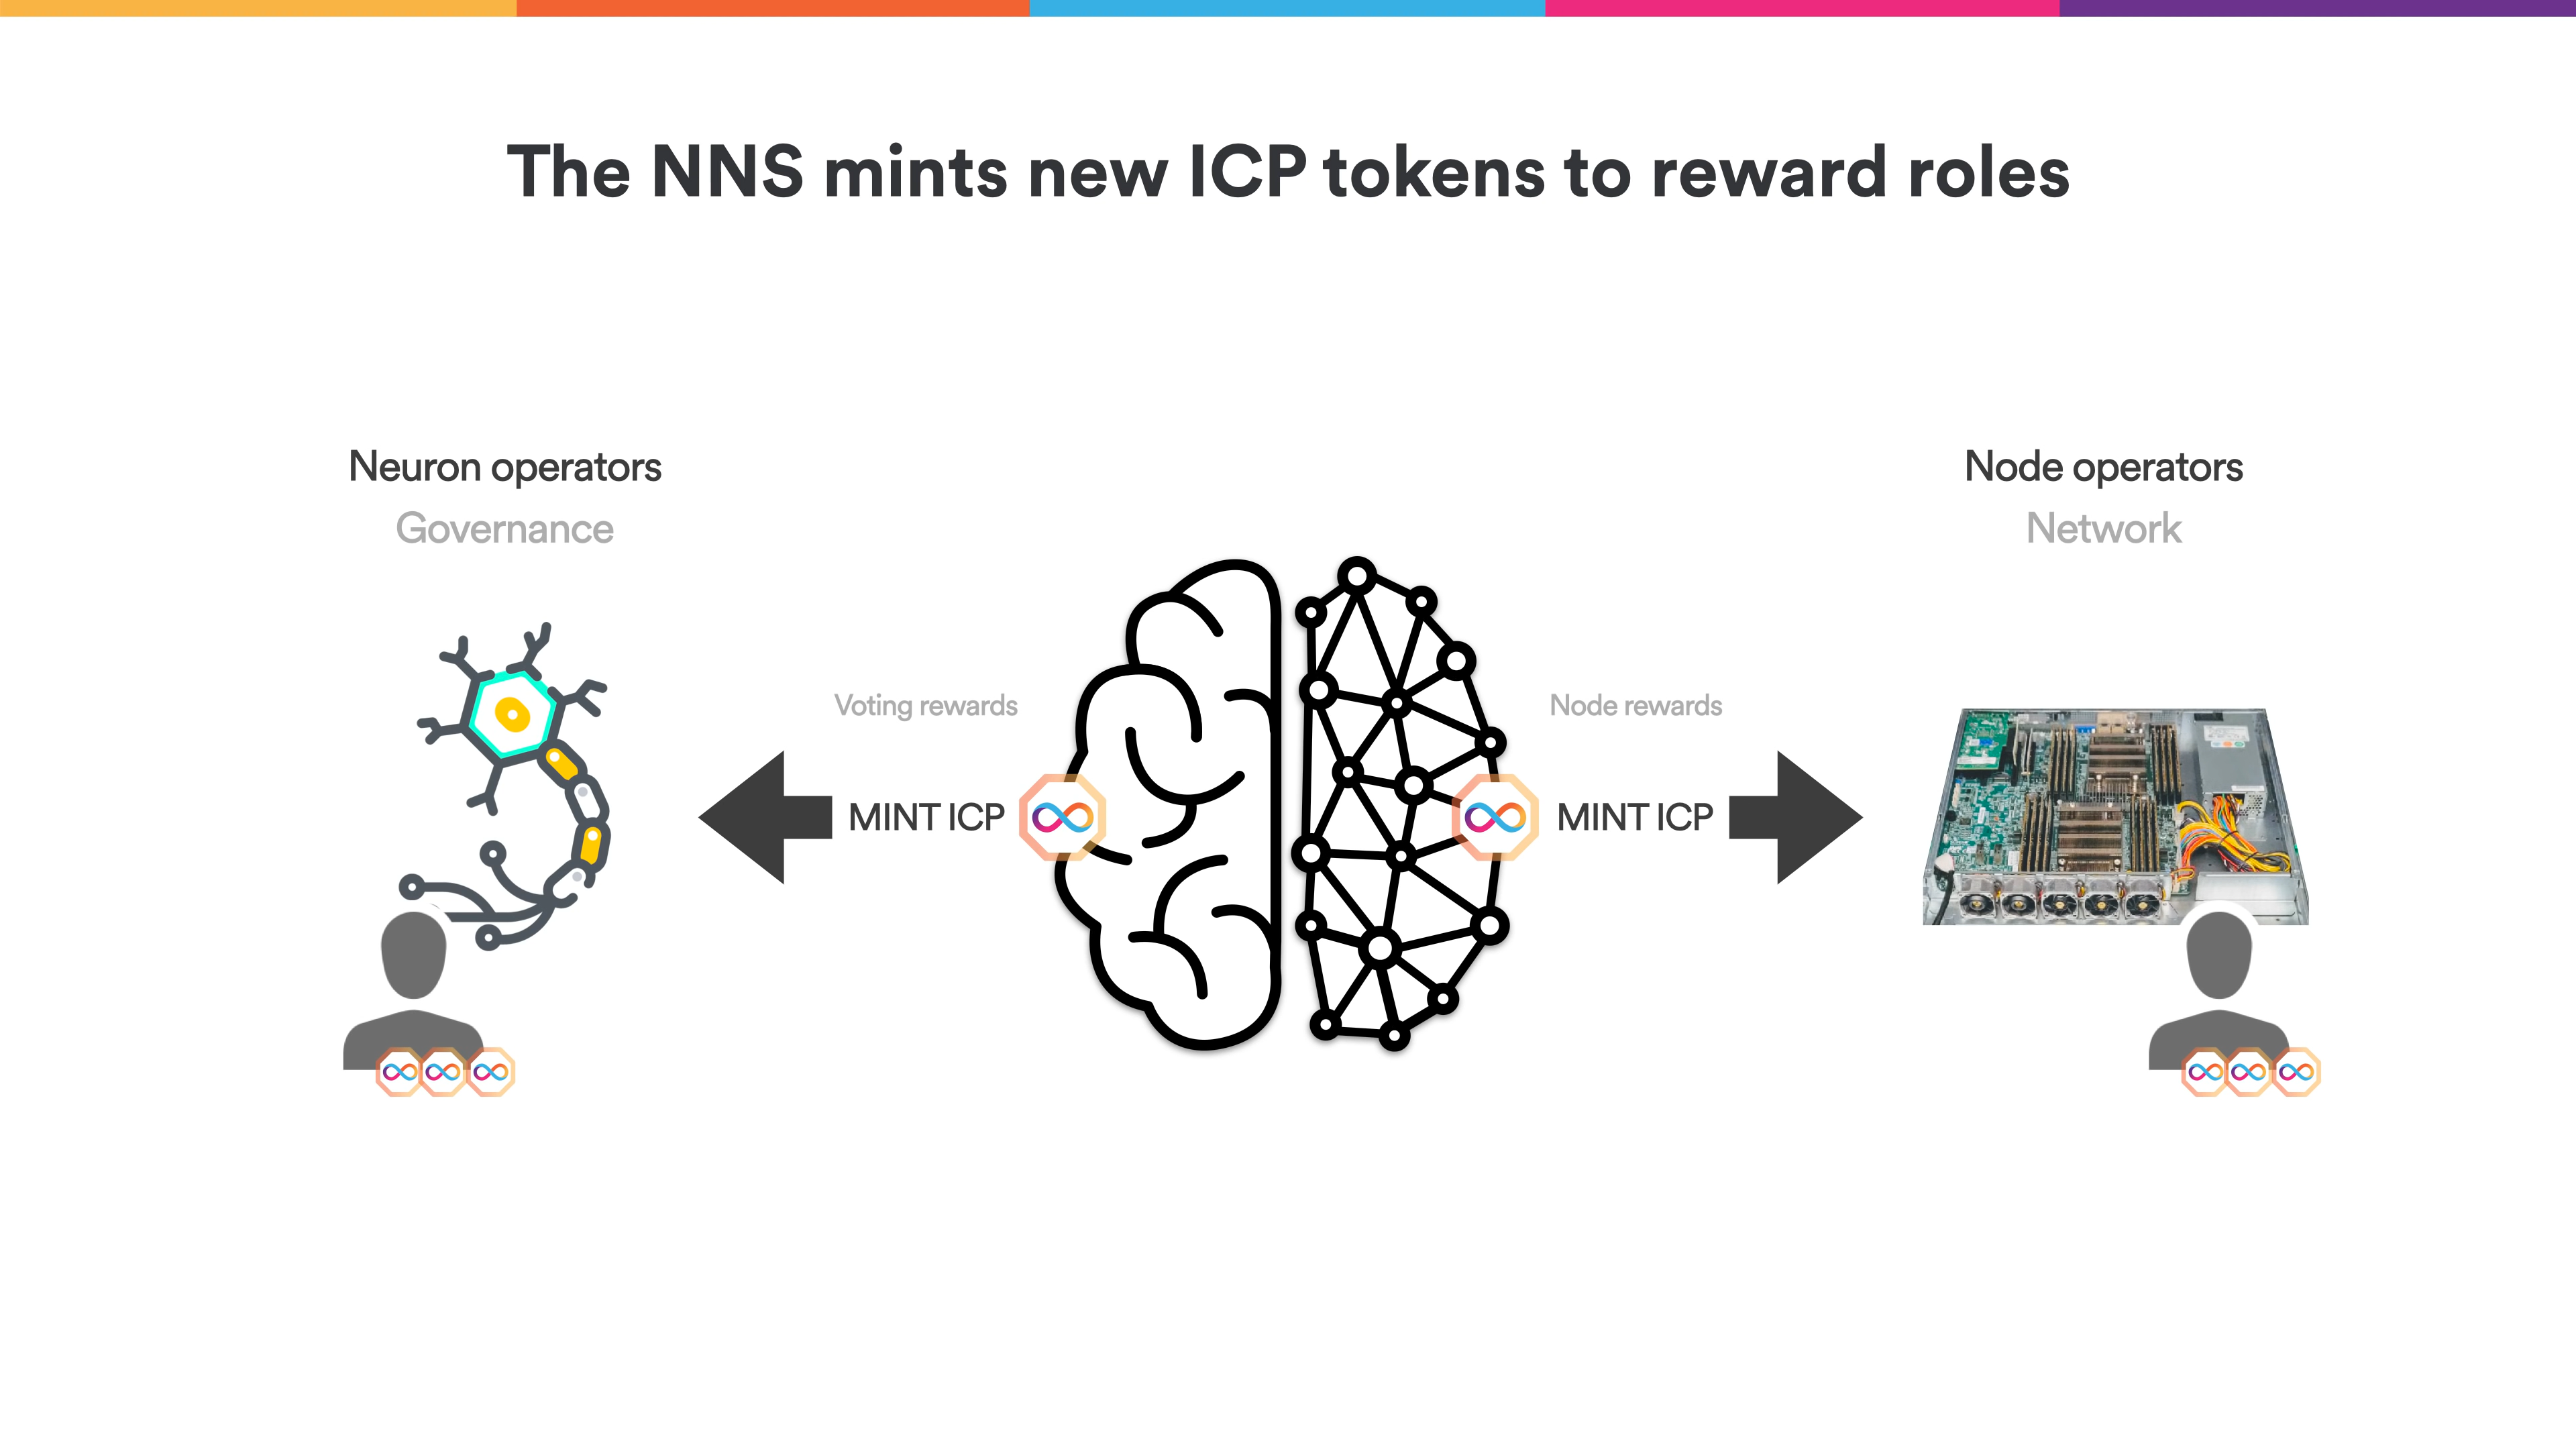 The NNS mints new ICP tokens to reward roles
Neuron operators
Governance
Voting rewards
MINT ICP
Node rewards
MINT ICP
Node operators
Network